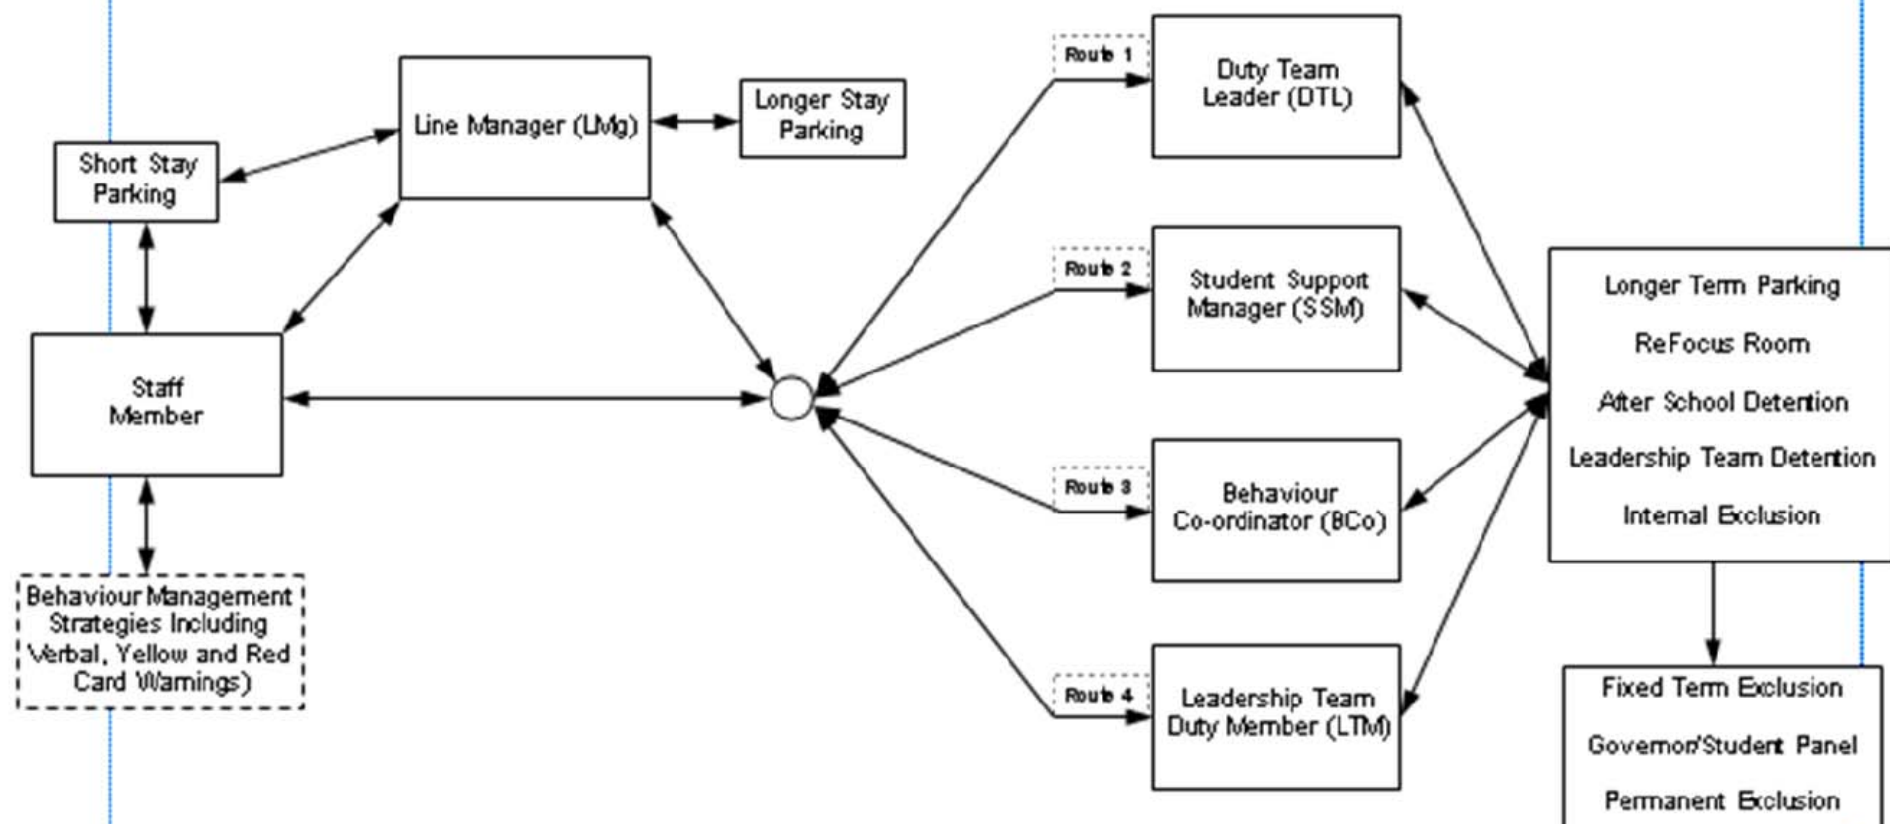 Line Manager (LMg)
Longer Stay
Parking
Short Stay
Parking
Staff
Member
Behaviour Management
Strategies Including
Verbal, Yellow and Red
Card Warnings)
Route 1
Duty Team
Leader (DTL)
Route 2
Student Support
Manager (SSM)
Route 3
Behaviour
Co-ordinator (BCo)
Route 4
Leadership Team
Duty Member (LTM)
Longer Term Parking
ReFocus Room
After School Detention
Leadership Team Detention
Internal Exclusion
Fixed Term Exclusion
Governor/Student Panel
Permanent Exclusion